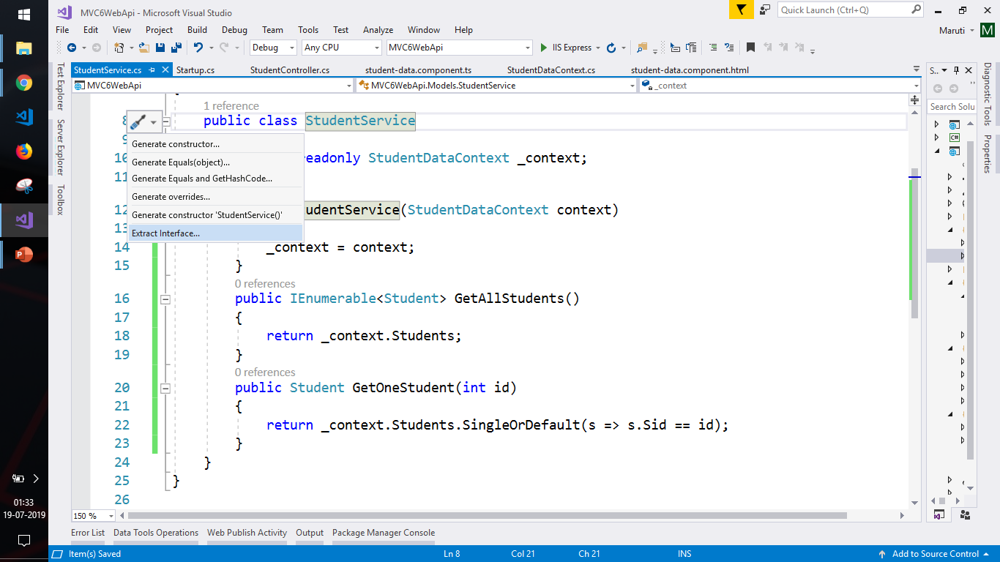 MVC6WebApi - Microsoft Visual Studio
Quick Launch (Ctrl+Q)
File Edit View Project Build Debug Team Tools Test Analyze Window Help
Maruti M
Debug Any CPU MVC6WebApi IIS Express
Test Explorer
Server Explorer
Toolbox
StudentService.cs Startup.cs StudentController.cs student-data.component.ts StudentDataContext.cs student-data.component.html
MVC6WebApi MVC6WebApi.Models.StudentService _context
1 reference
8 public class StudentService
9
Generate constructor...
Generate Equals(object)...
Generate Equals and GetHashCode...
Generate overrides...
Generate constructor 'StudentService()'
Extract Interface...
10 readonly StudentDataContext _context;
11
12 udentService(StudentDataContext context)
13
14 _context = context;
15 }
0 references
16 public IEnumerable<Student> GetAllStudents()
17 {
18 return _context.Students;
19 }
0 references
20 public Student GetOneStudent(int id)
21 {
22 return _context.Students.SingleOrDefault(s => s.Sid == id);
23 }
24 }
25 }
26
150 %
S..
Search Solu
C#
Diagnostic Tools
Properties
Error List Data Tools Operations Web Publish Activity Output Package Manager Console
Item(s) Saved Ln 8 Col 21 Ch 21 INS Add to Source Control
01:33
19-07-2019